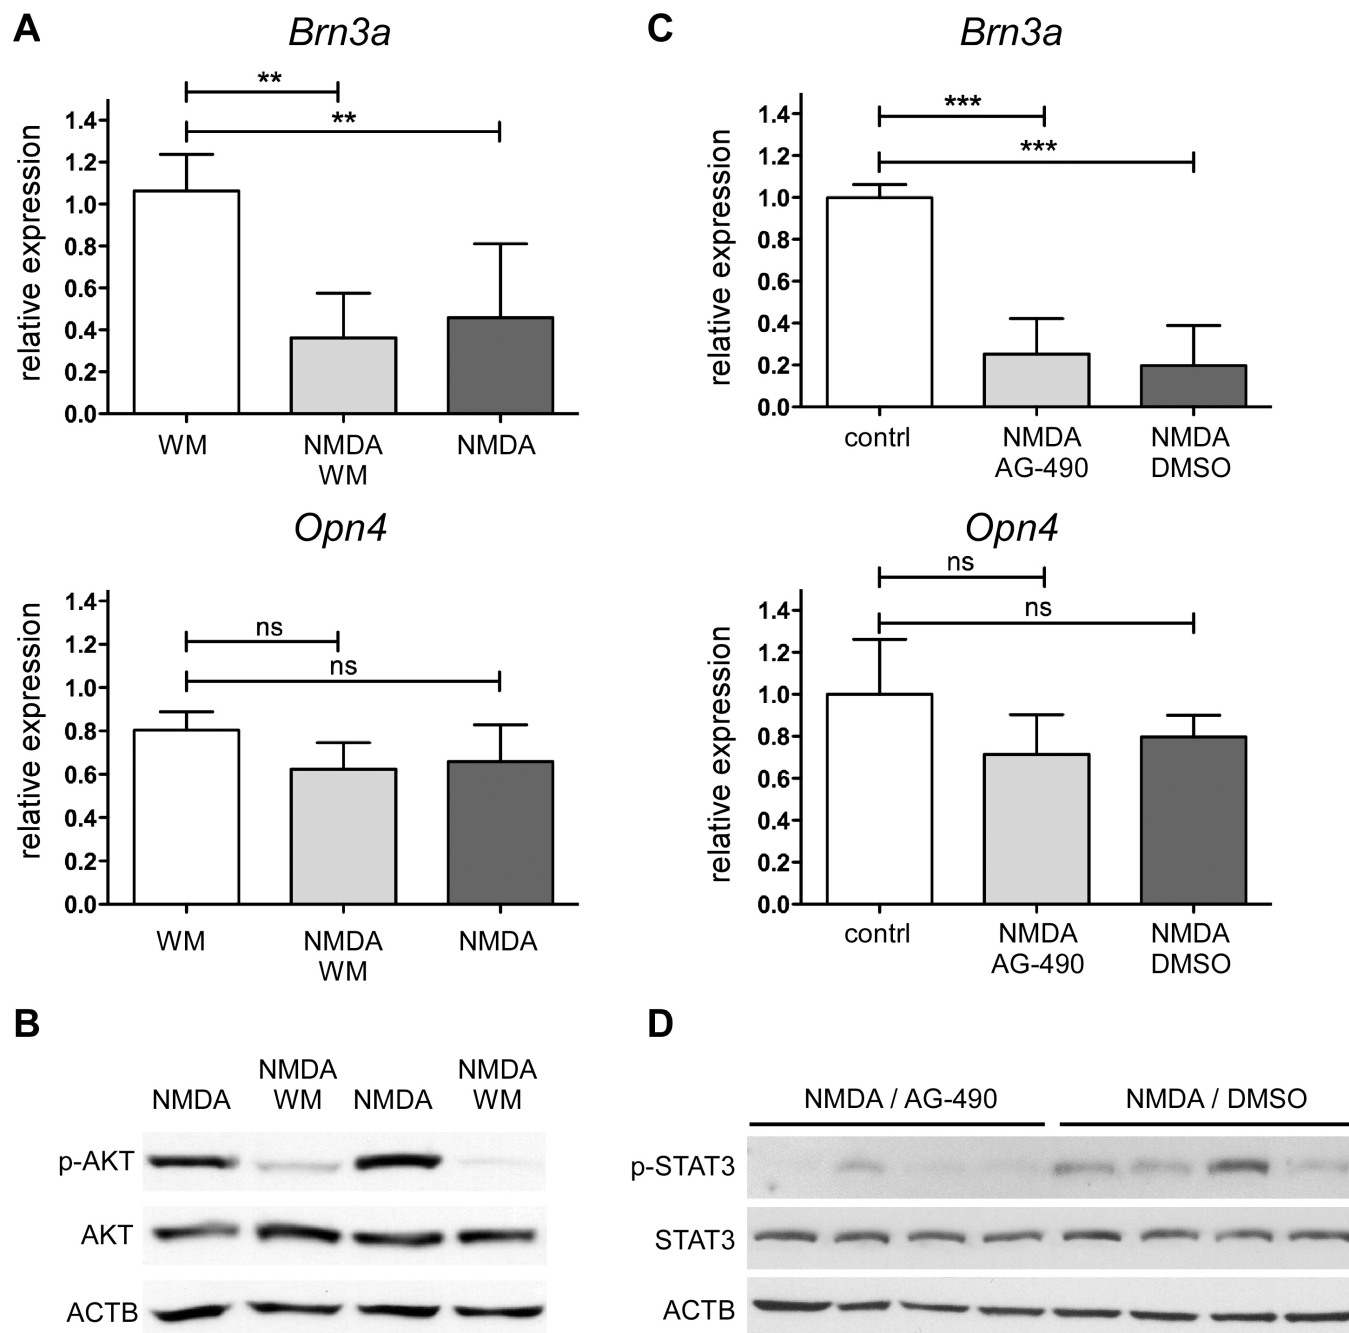 A
Brn3a
**
**
relative expression
1.4
1.2
1.0
0.8
0.6
0.4
0.2
0.0
WM
NMDA
WM
NMDA
Opn4
ns
ns
relative expression
1.4
1.2
1.0
0.8
0.6
0.4
0.2
0.0
WM
NMDA
WM
NMDA
B
NMDA
NMDA
WM
NMDA
NMDA
WM
p-AKT
AKT
ACTB
C
Brn3a
***
***
relative expression
1.4
1.2
1.0
0.8
0.6
0.4
0.2
0.0
contrl
NMDA
AG-490
NMDA
DMSO
Opn4
ns
ns
relative expression
1.4
1.2
1.0
0.8
0.6
0.4
0.2
0.0
contrl
NMDA
AG-490
NMDA
DMSO
D
NMDA / AG-490
NMDA / DMSO
p-STAT3
STAT3
ACTB